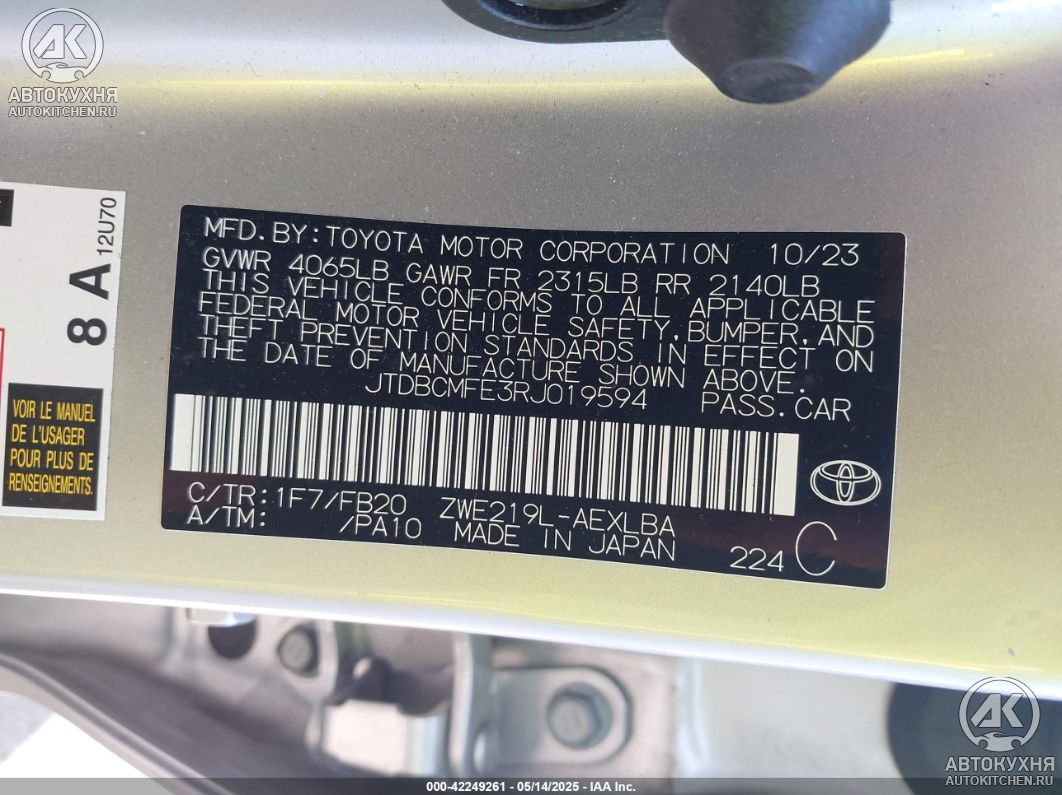 АВТОКУХНЯ
AUTOKITCHEN.RU
8 A 12U70
VOIR LE MANUEL
DE L'USAGER
POUR PLUS DE
RENSEIGNEMENTS.
MFD.BY:TOYOTA MOTOR CORPORATION 10/23
GVWR 4065LB GAWR FR 2315LB RR 2140LB
THIS VEHICLE CONFORMS TO ALL APPLICABLE
FEDERAL MOTOR VEHICLE SAFETY,BUMPER,AND
THEFT PREVENTION STANDARDS IN EFFECT ON
THE DATE OF MANUFACTURE SHOWN ABOVE.
JTDBCMFE3RJ019594 PASS.CAR
C/TR:1F7/FB20 ZWE219L-AEXLBA
A/TM: /PA10 MADE IN JAPAN 224 C
АВТОКУХНЯ
AUTOKITCHEN.RU
000-42249261 - 05/14/2025 - IAA Inc.